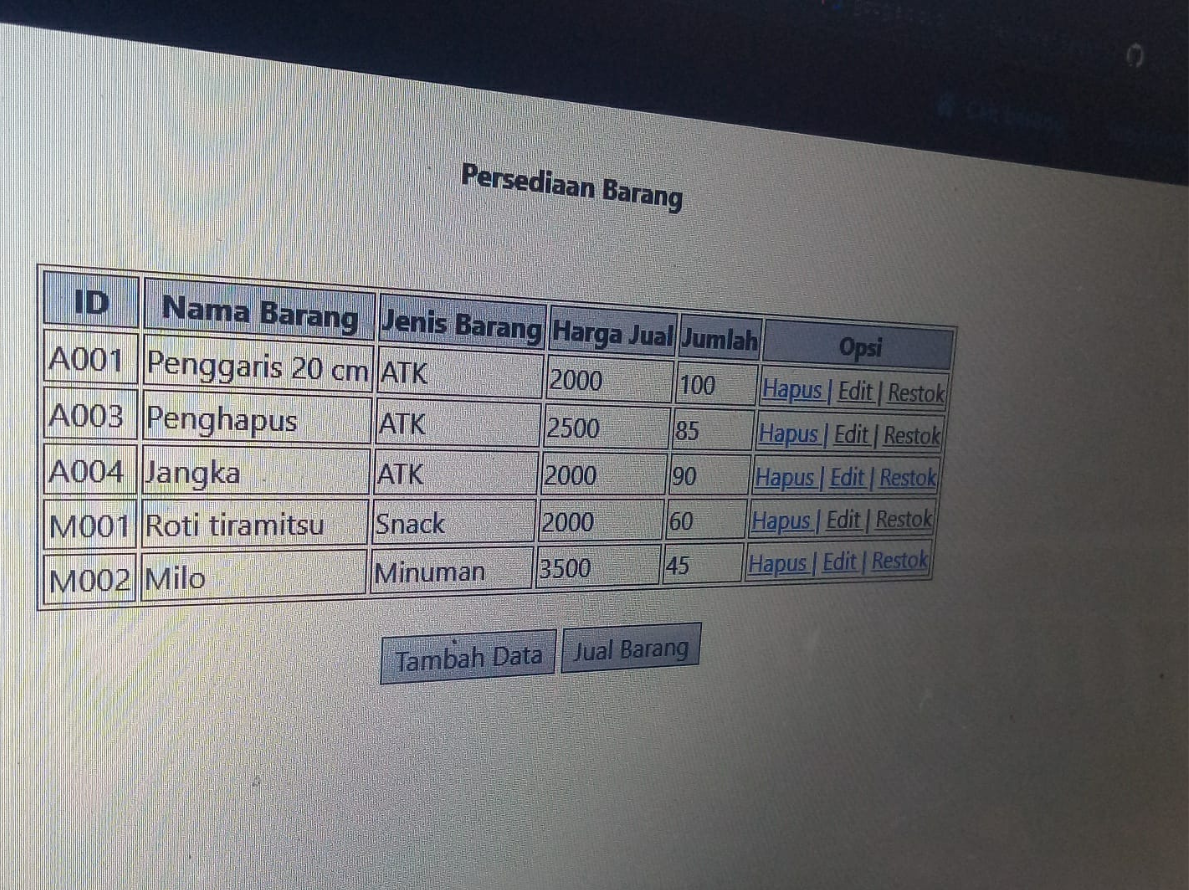 Persediaan Barang
ID Nama Barang Jenis Barang Harga Jual Jumlah Opsi
A001 Penggaris 20 cm ATK 2000 100 Hapus | Edit | Restok
A003 Penghapus ATK 2500 85 Hapus | Edit | Restok
A004 Jangka ATK 2000 90 Hapus | Edit | Restok
M001 Roti tiramitsu Snack 2000 60 Hapus | Edit | Restok
M002 Milo Minuman 3500 45 Hapus | Edit | Restok
Tambah Data Jual Barang